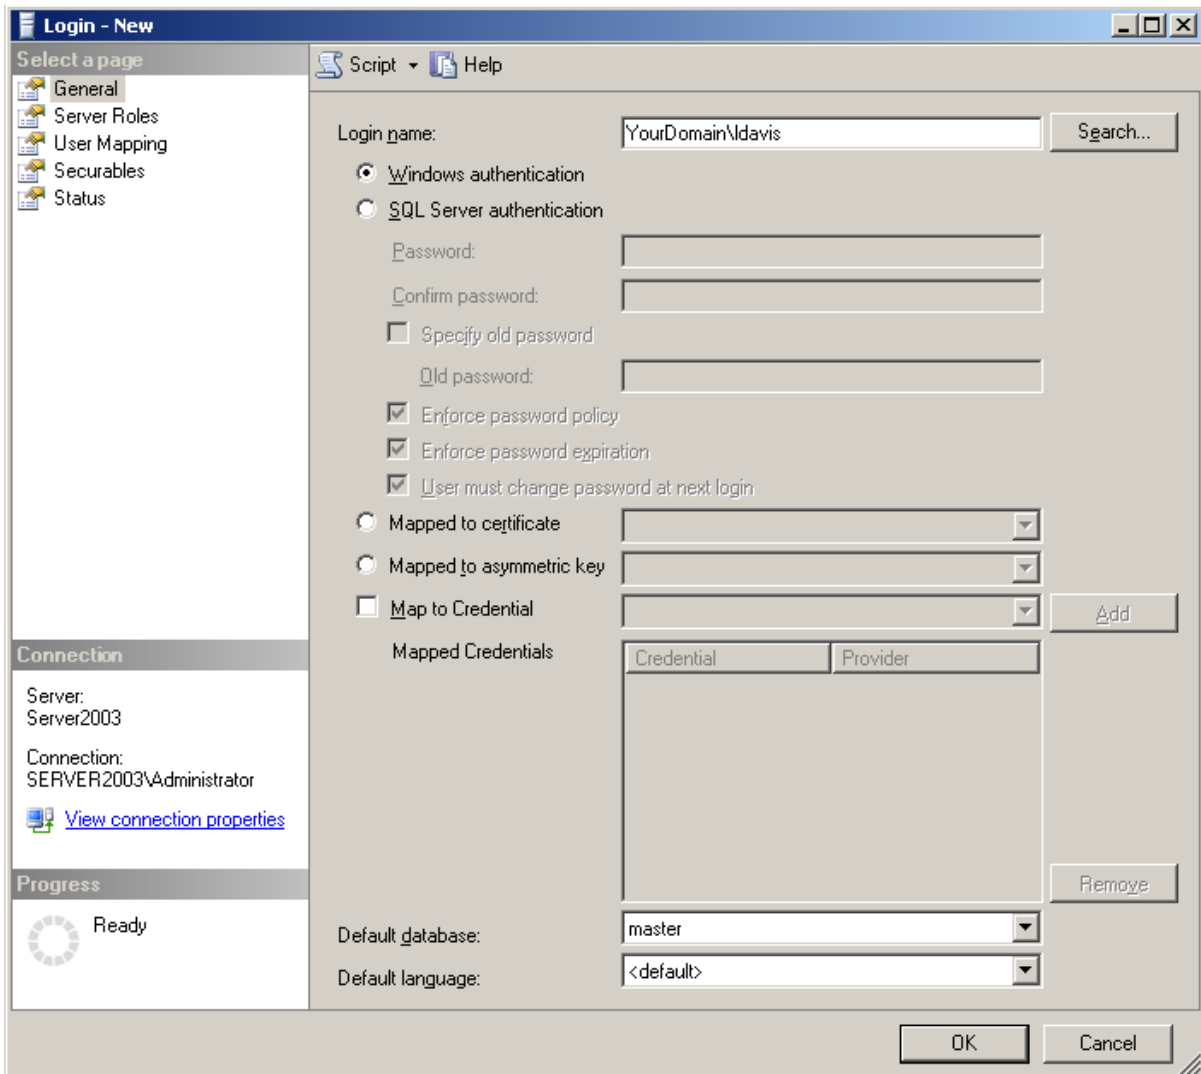 Login - New
Select a page
General
Server Roles
User Mapping
Securables
Status
Script
Help
Login name:
YourDomain\ldavis
Search...
Windows authentication
SQL Server authentication
Password:
Confirm password:
Specify old password
Old password:
Enforce password policy
Enforce password expiration
User must change password at next login
Mapped to certificate
Mapped to asymmetric key
Map to Credential
Add
Mapped Credentials
Credential
Provider
Remove
Default database:
master
Default language:
<default>
Connection
Server:
Server2003
Connection:
SERVER2003\Administrator
View connection properties
Progress
Ready
OK
Cancel